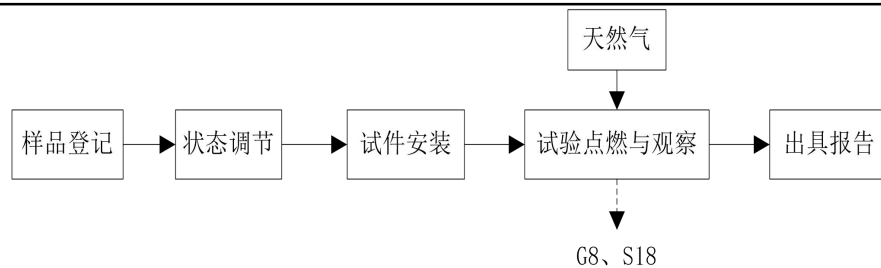 天然气
样品登记
状态调节
试件安装
试验点燃与观察
出具报告
G8、S18